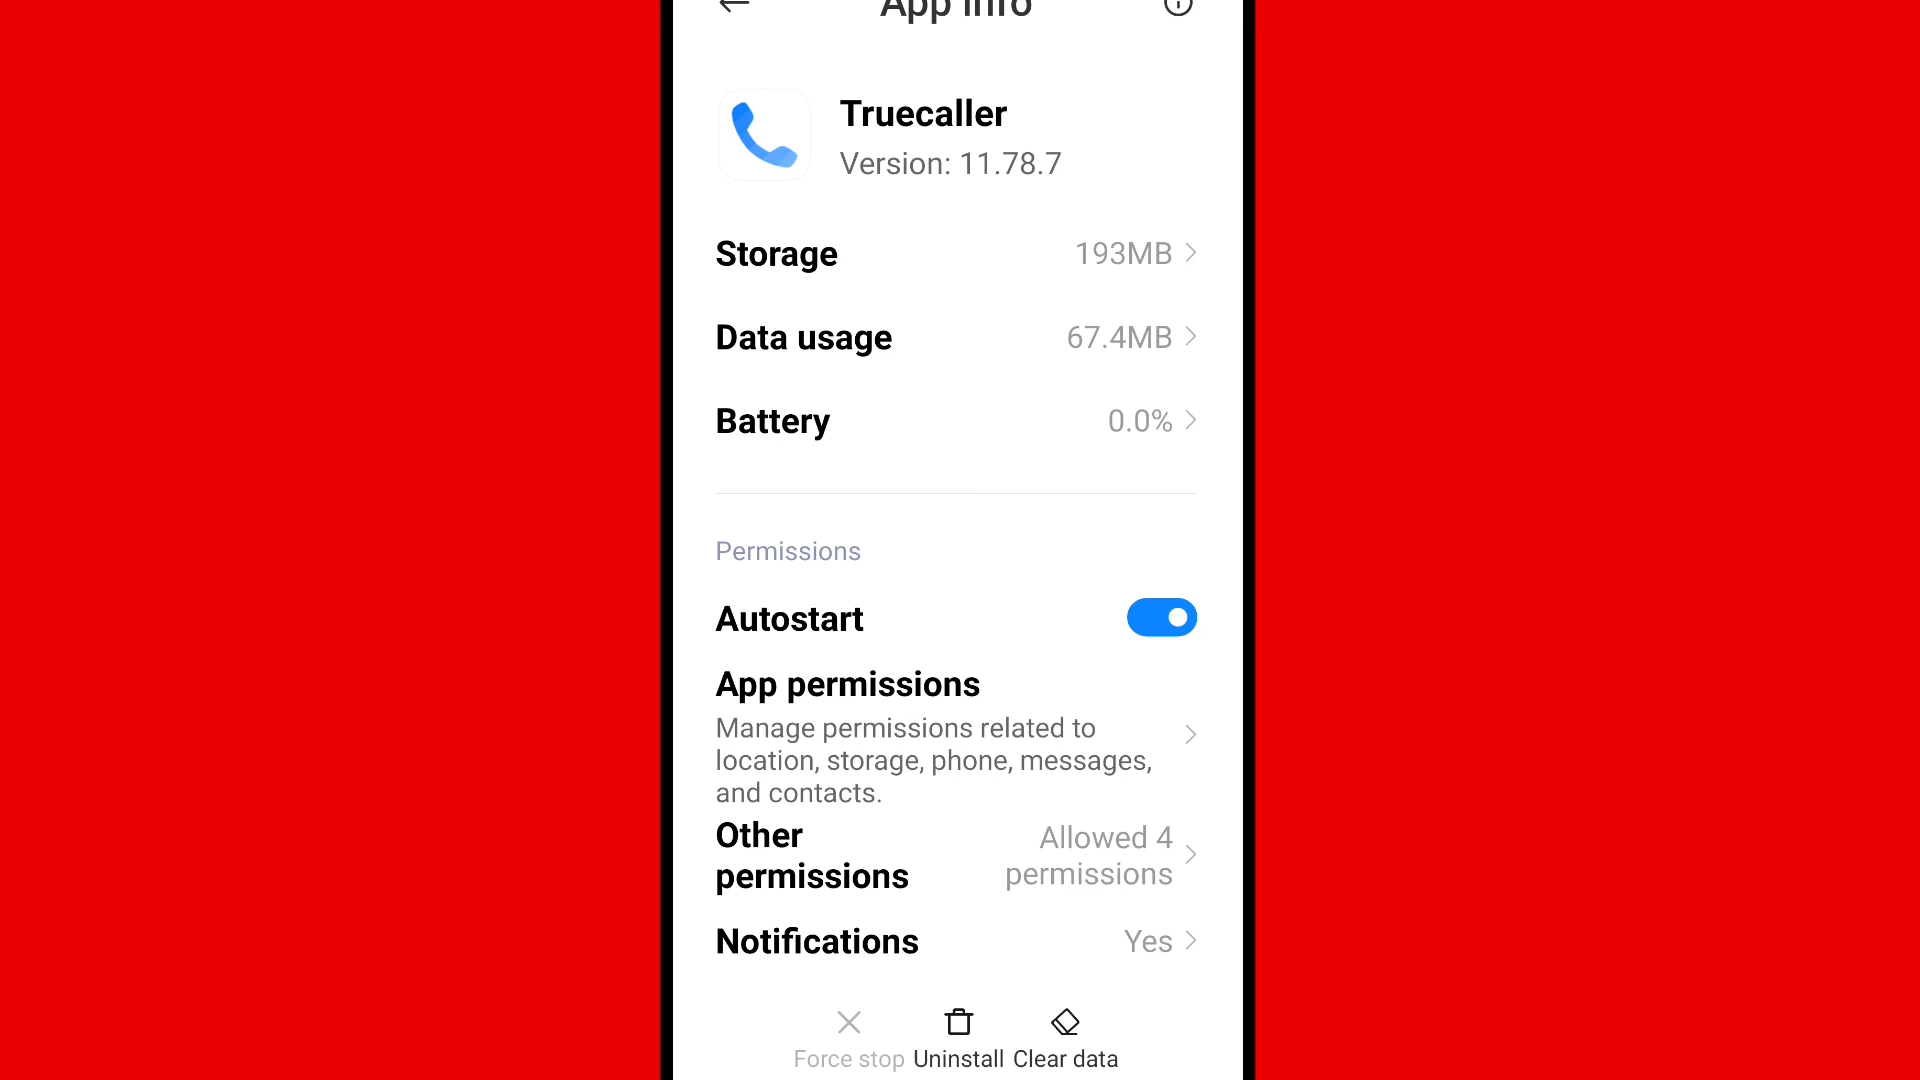 App info
Truecaller
Version: 11.78.7
Storage 193MB
Data usage 67.4MB
Battery 0.0%
Permissions
Autostart
App permissions
Manage permissions related to
location, storage, phone, messages,
and contacts.
Other permissions
Allowed 4 permissions
Notifications Yes
Force stop Uninstall Clear data